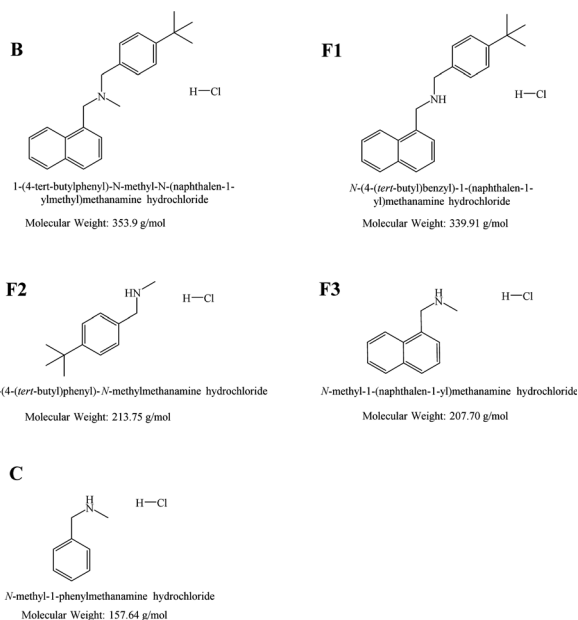 B
N
H—Cl
1-(4-tert-butylphenyl)-N-methyl-N-(naphthalen-1-
ylmethyl)methanamine hydrochloride
Molecular Weight: 353.9 g/mol
F1
NH
H—Cl
N-(4-(tert-butyl)benzyl)-1-(naphthalen-1-
yl)methanamine hydrochloride
Molecular Weight: 339.91 g/mol
F2
HN
H—Cl
-(4-(tert-butyl)phenyl)-N-methylmethanamine hydrochloride
Molecular Weight: 213.75 g/mol
F3
H
N
H—Cl
N-methyl-1-(naphthalen-1-yl)methanamine hydrochloride
Molecular Weight: 207.70 g/mol
C
H
N
H—Cl
N-methyl-1-phenylmethanamine hydrochloride
Molecular Weight: 157.64 g/mol